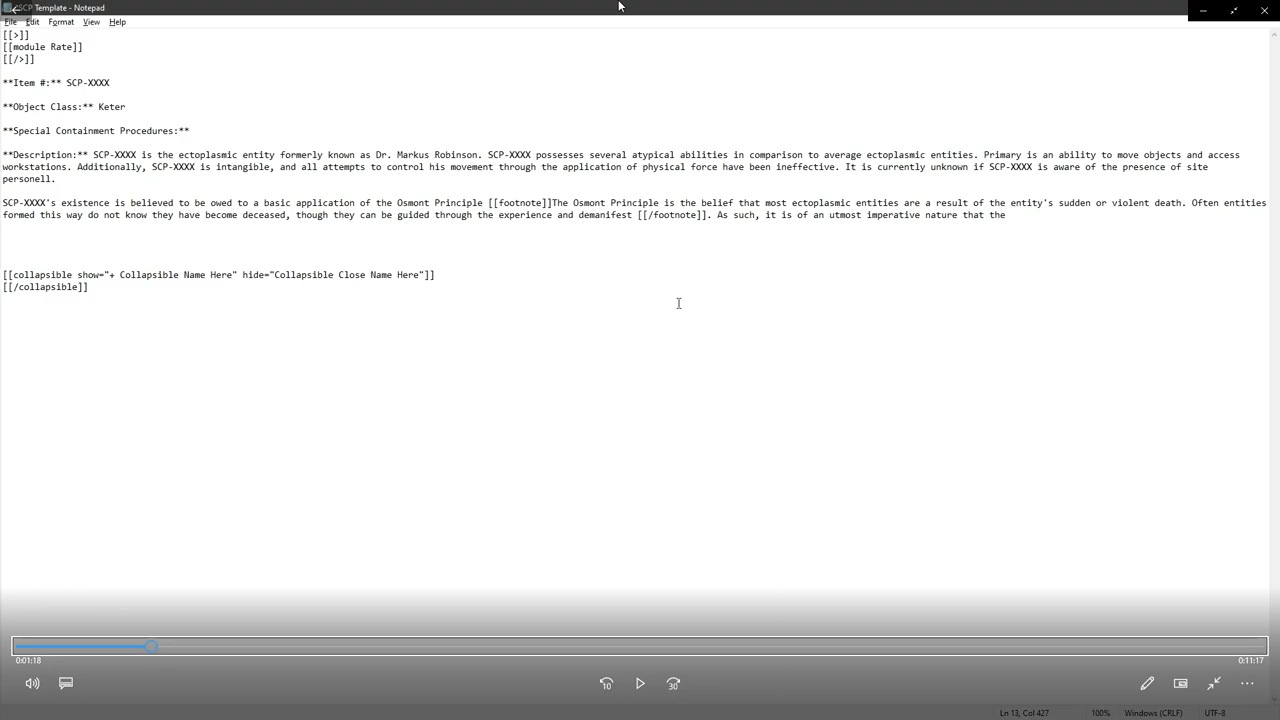 *SCP Template - Notepad
File Edit Format View Help
[[>]]
[[module Rate]]
[[/>]]
**Item #:** SCP-XXXX
**Object Class:** Keter
**Special Containment Procedures:**
**Description:** SCP-XXXX is the ectoplasmic entity formerly known as Dr. Markus Robinson. SCP-XXXX possesses several atypical abilities in comparison to average ectoplasmic entities. Primary is an ability to move objects and access
workstations. Additionally, SCP-XXXX is intangible, and all attempts to control his movement through the application of physical force have been ineffective. It is currently unknown if SCP-XXXX is aware of the presence of site
personell.
SCP-XXXX's existence is believed to be owed to a basic application of the Osmont Principle [[footnote]]The Osmont Principle is the belief that most ectoplasmic entities are a result of the entity's sudden or violent death. Often entities
formed this way do not know they have become deceased, though they can be guided through the experience and demanifest [[/footnote]]. As such, it is of an utmost imperative nature that the
[[collapsible show="+ Collapsible Name Here" hide="Collapsible Close Name Here"]]
[[/collapsible]]
0:01:18 0:11:17
10 30
Ln 13, Col 427 100% Windows (CRLF) UTF-8